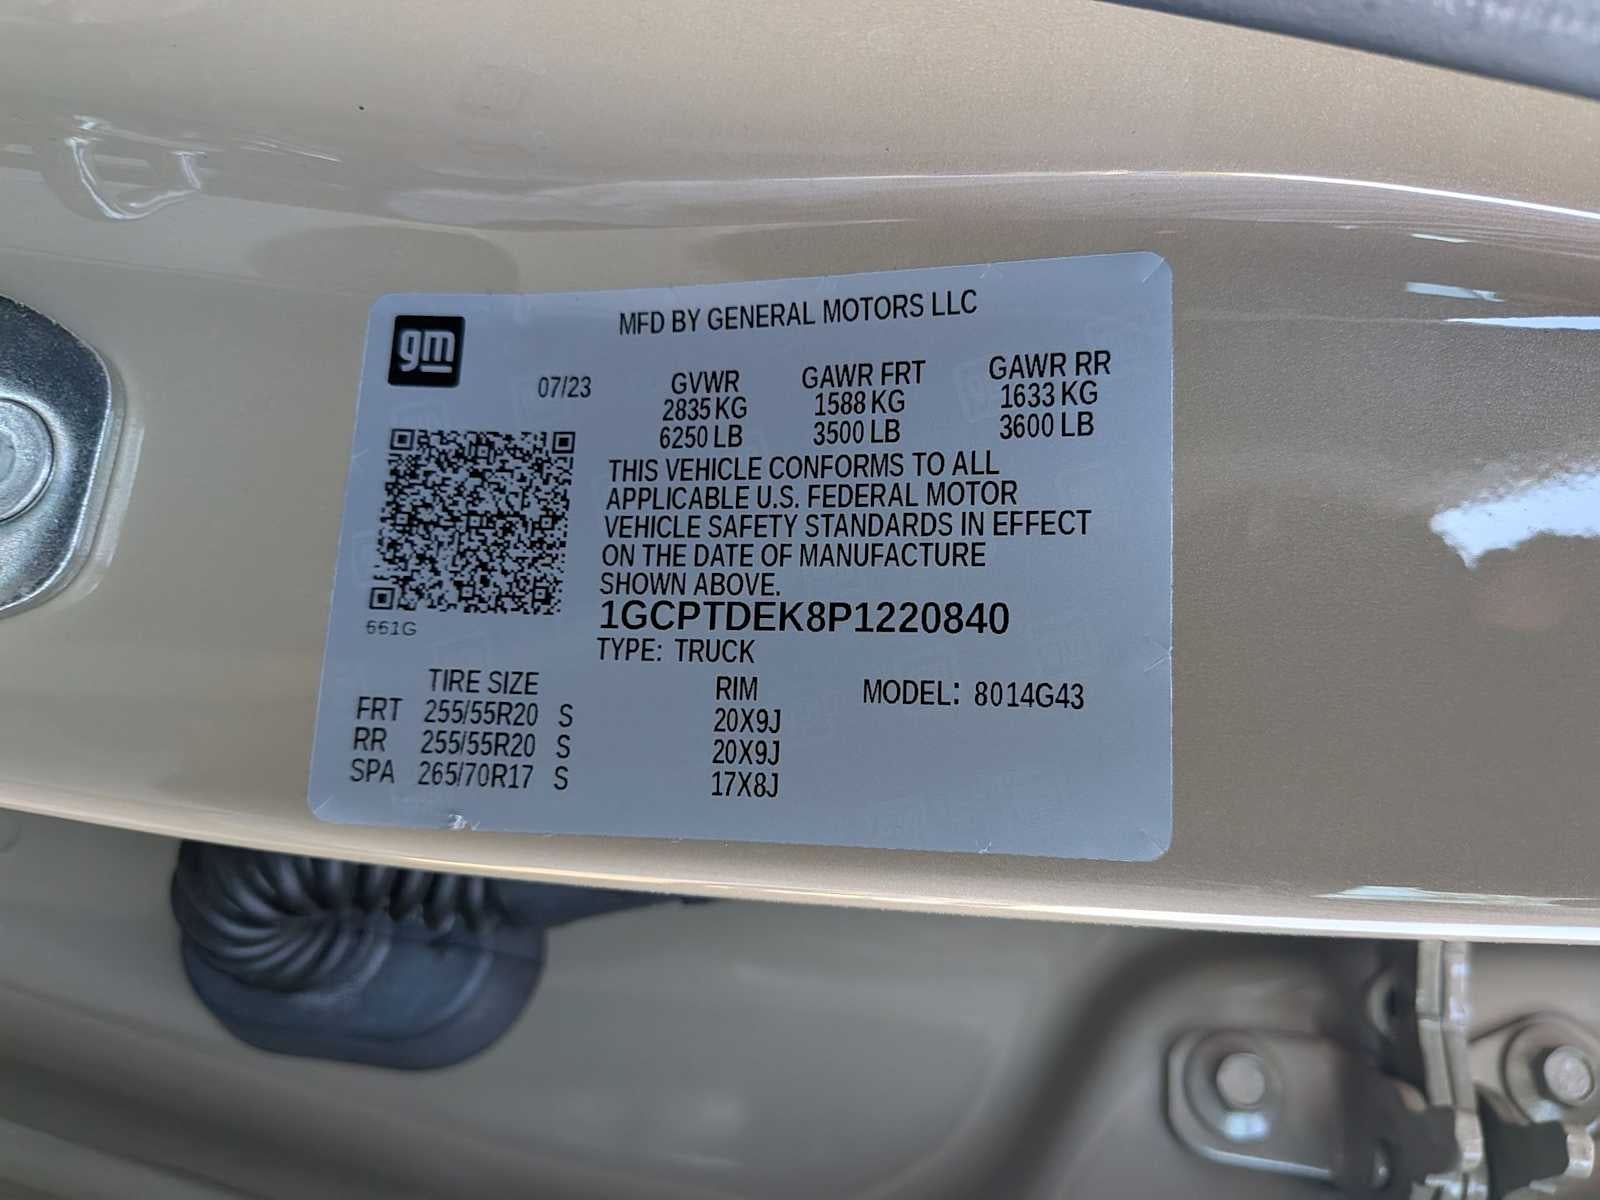 gm
MFD BY GENERAL MOTORS LLC
07/23 GVWR GAWR FRT GAWR RR
2835 KG 1588 KG 1633 KG
6250 LB 3500 LB 3600 LB
THIS VEHICLE CONFORMS TO ALL
APPLICABLE U.S. FEDERAL MOTOR
VEHICLE SAFETY STANDARDS IN EFFECT
ON THE DATE OF MANUFACTURE
SHOWN ABOVE.
1GCPTDEK8P1220840
661G
TYPE: TRUCK
TIRE SIZE RIM MODEL: 8014G43
FRT 255/55R20 S 20X9J
RR 255/55R20 S 20X9J
SPA 265/70R17 S 17X8J